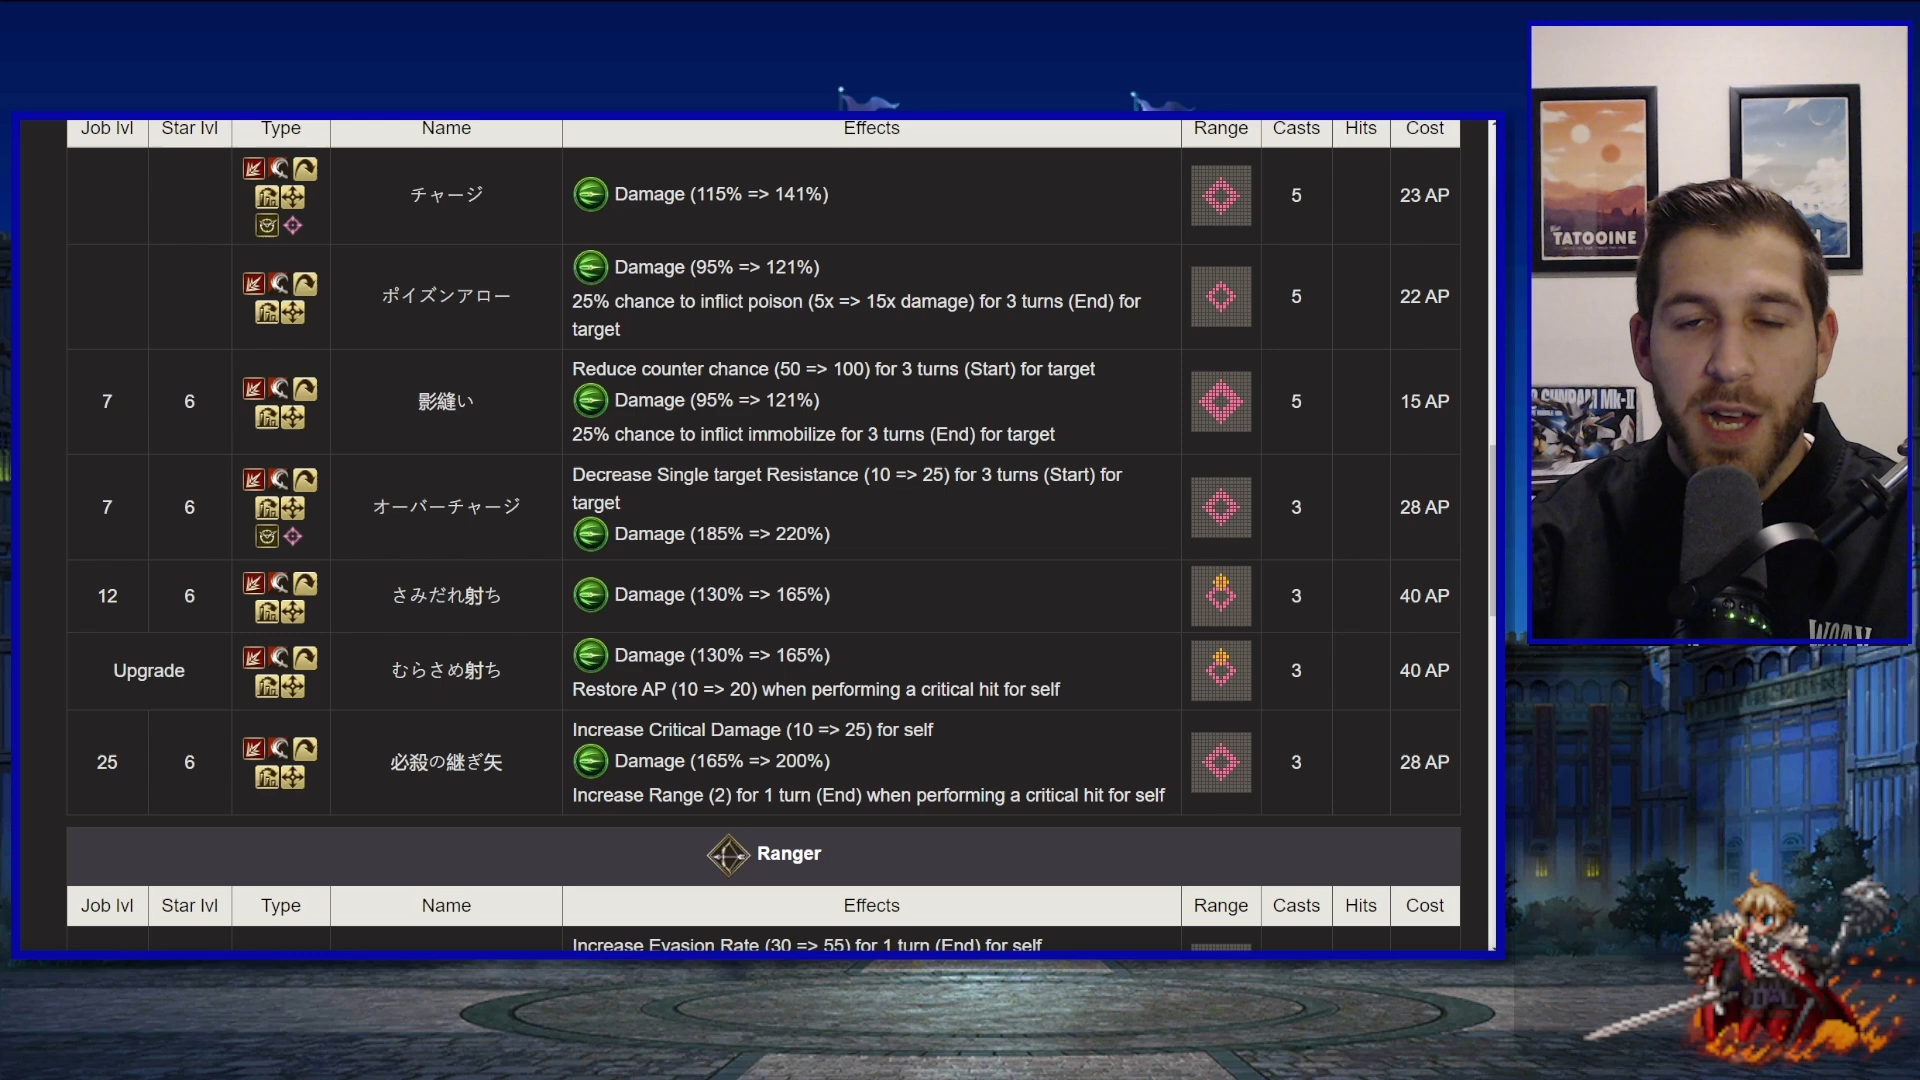 Job lvl Star lvl Type Name Effects Range Casts Hits Cost
チャージ Damage (115% => 141%) 5 23 AP
ポイズンアロー Damage (95% => 121%) 5 22 AP
25% chance to inflict poison (5x => 15x damage) for 3 turns (End) for
target
Reduce counter chance (50 => 100) for 3 turns (Start) for target
7 6 影縫い Damage (95% => 121%) 5 15 AP
25% chance to inflict immobilize for 3 turns (End) for target
Decrease Single target Resistance (10 => 25) for 3 turns (Start) for
target
7 6 オーバーチャージ Damage (185% => 220%) 3 28 AP
12 6 さみだれ射ち Damage (130% => 165%) 3 40 AP
Upgrade むらさめ射ち Damage (130% => 165%) 3 40 AP
Restore AP (10 => 20) when performing a critical hit for self
Increase Critical Damage (10 => 25) for self
25 6 必殺の継ぎ矢 Damage (165% => 200%) 3 28 AP
Increase Range (2) for 1 turn (End) when performing a critical hit for self
Ranger
Job lvl Star lvl Type Name Effects Range Casts Hits Cost
Increase Evasion Rate (30 => 55) for 1 turn (End) for self
TATOOINE
GUNDAM Mk-II